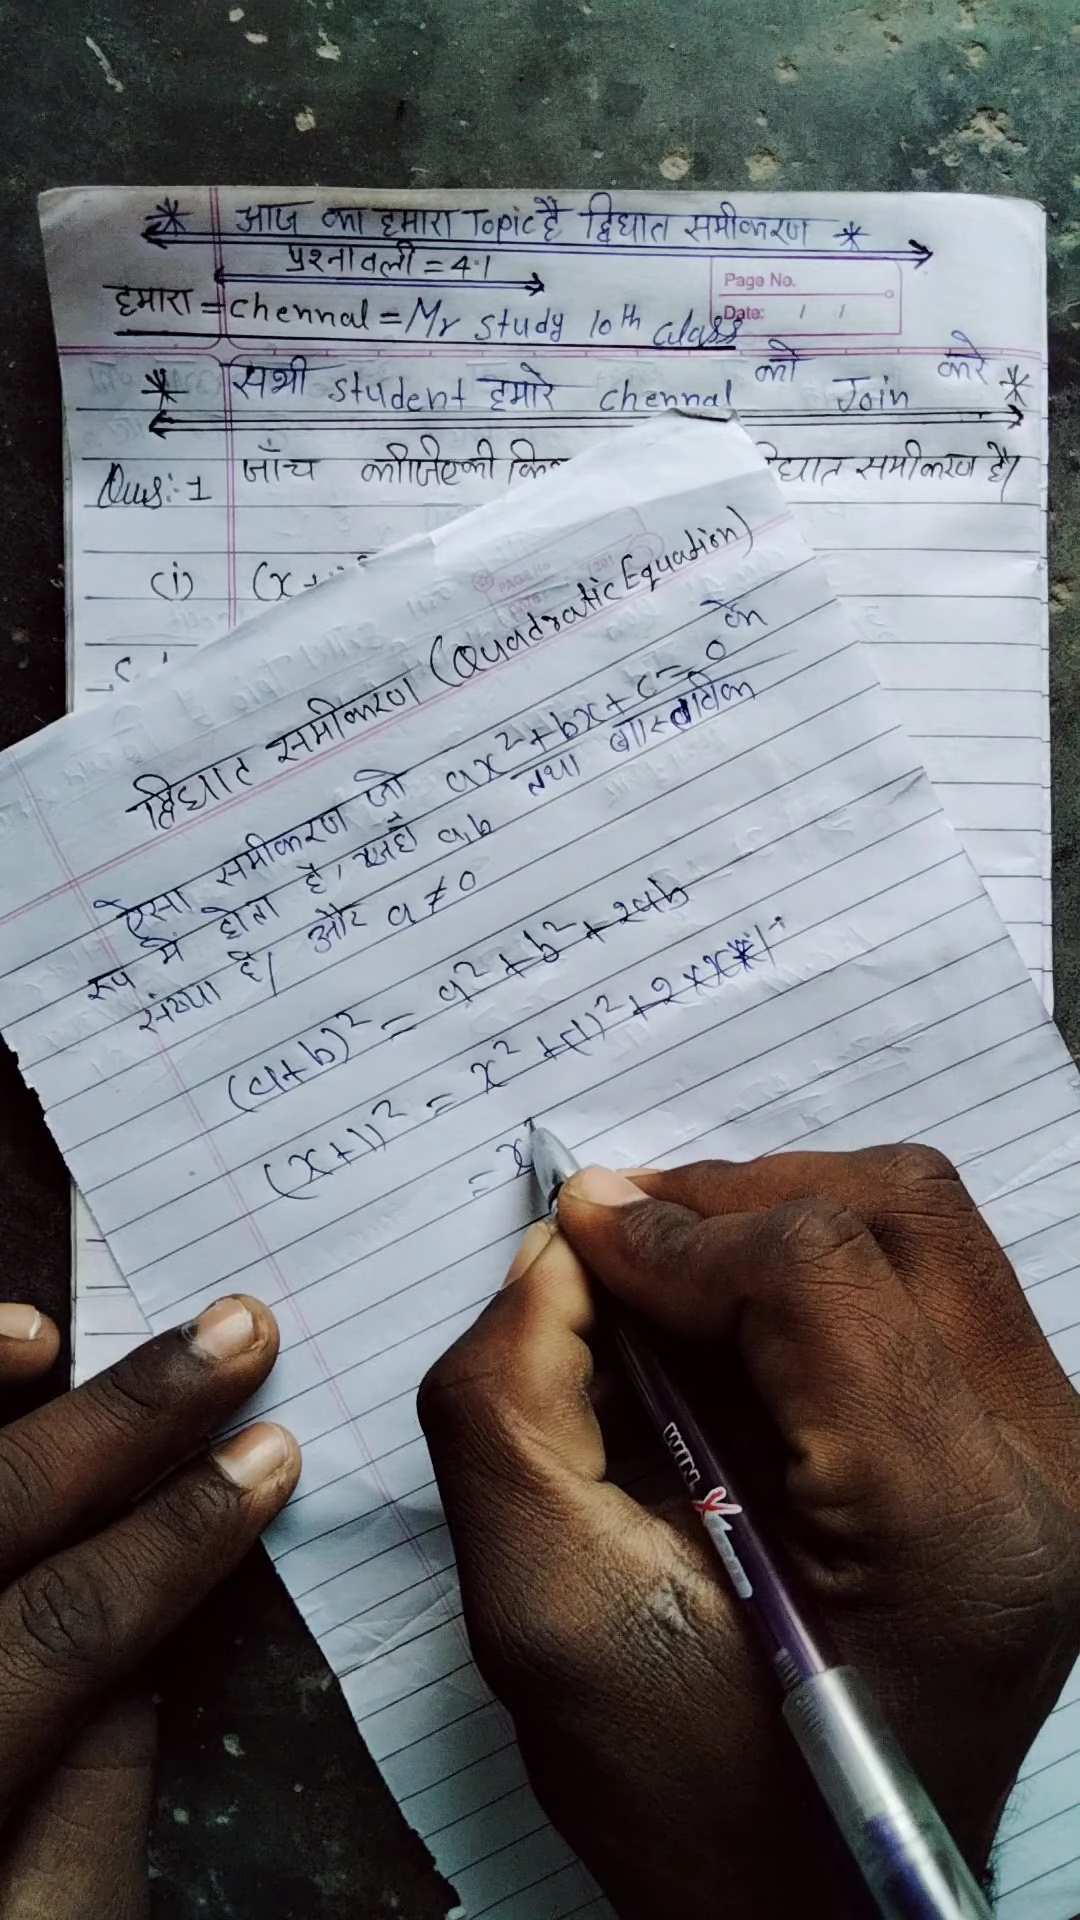 * आज का हमारा Topic है द्विघात समीकरण *
प्रश्नावली = 4.1
Page No.
Date: / /
हमारा = chennal = Mr study 10th class
* सभी student हमारे chennal को Join करे *
Qus:-1 जाँच कीजिए की कि द्विघात समीकरण है।
(i) (x+
द्विघात समीकरण (Quadratic Equation)
ऐसा समीकरण जो ax²+bx+c=0 के
रूप में होता है, जहाँ a,b तथा वास्तविक
संख्या है। और a ≠ 0
(a+b)² = a²+b²+2ab
(x+1)² = x²+(1)²+2*x*1
= x
WIN